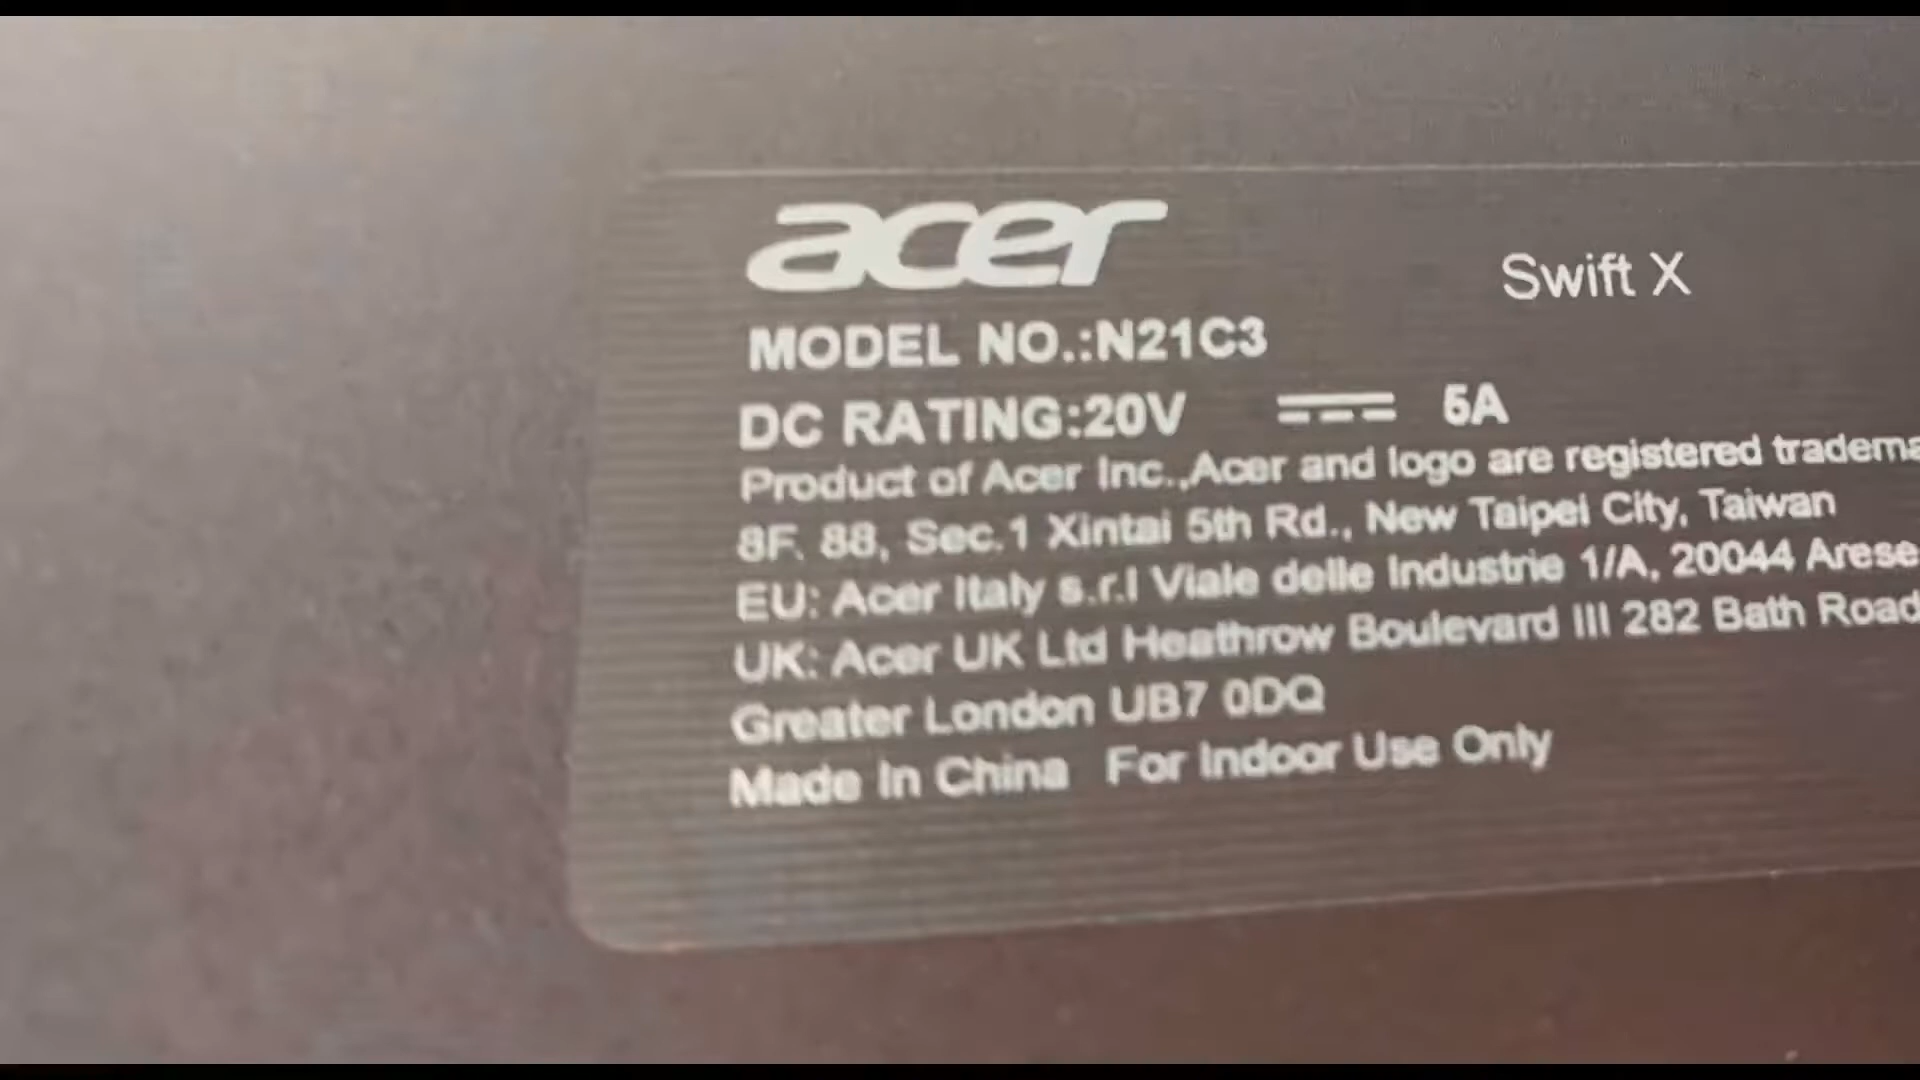 acer
Swift X
MODEL NO.:N21C3
DC RATING:20V 5A
Product of Acer Inc.,Acer and logo are registered
8F. 88, Sec.1 Xintai 5th Rd., New Taipei City, Taiwan
EU: Acer Italy s.r.l Viale delle Industrie 1/A, 20044 Arese
UK: Acer UK Ltd Heathrow Boulevard III 282 Bath Road
Greater London UB7 0DQ
Made In China For Indoor Use Only